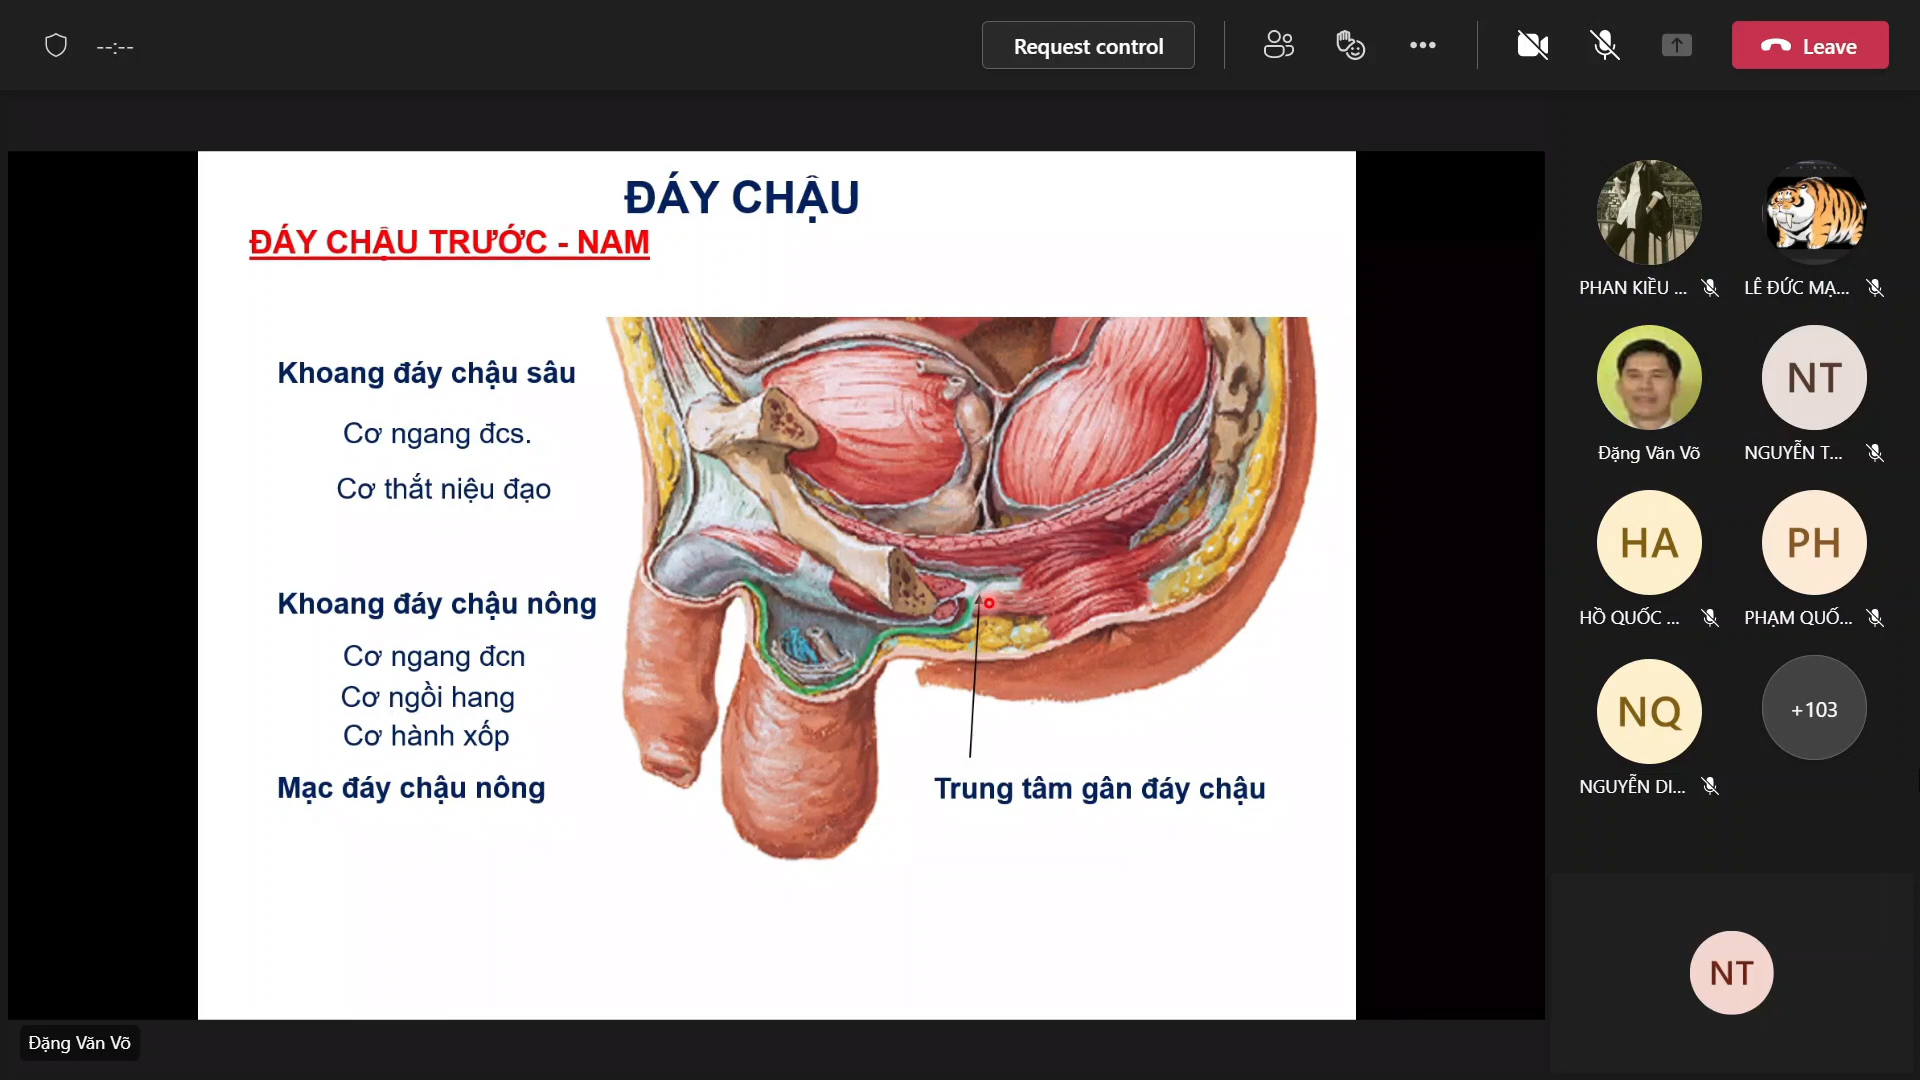 --:--
Request control
Leave
ĐÁY CHẬU
ĐÁY CHẬU TRƯỚC - NAM
Khoang đáy chậu sâu
Cơ ngang đcs.
Cơ thắt niệu đạo
Khoang đáy chậu nông
Cơ ngang đcn
Cơ ngồi hang
Cơ hành xốp
Mạc đáy chậu nông
Trung tâm gân đáy chậu
PHAN KIỀU ...
LÊ ĐỨC MẠ...
Đặng Văn Võ
NT
NGUYỄN T...
HA
HỒ QUỐC ...
PH
PHẠM QUỐ...
NQ
NGUYỄN DI...
+103
NT
Đặng Văn Võ